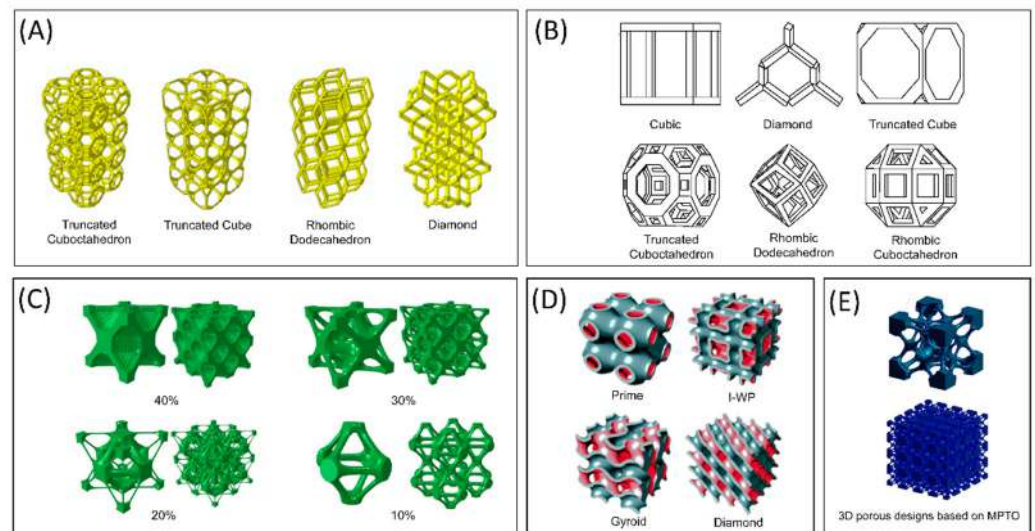 (A)
Truncated
Cuboctahedron
Truncated Cube
Rhombic
Dodecahedron
Diamond
(B)
Cubic
Diamond
Truncated Cube
Truncated
Cuboctahedron
Rhombic
Dodecahedron
Rhombic
Cuboctahedron
(C)
40%
30%
20%
10%
(D)
Prime
I-WP
Gyroid
Diamond
(E)
3D porous designs based on MPTO